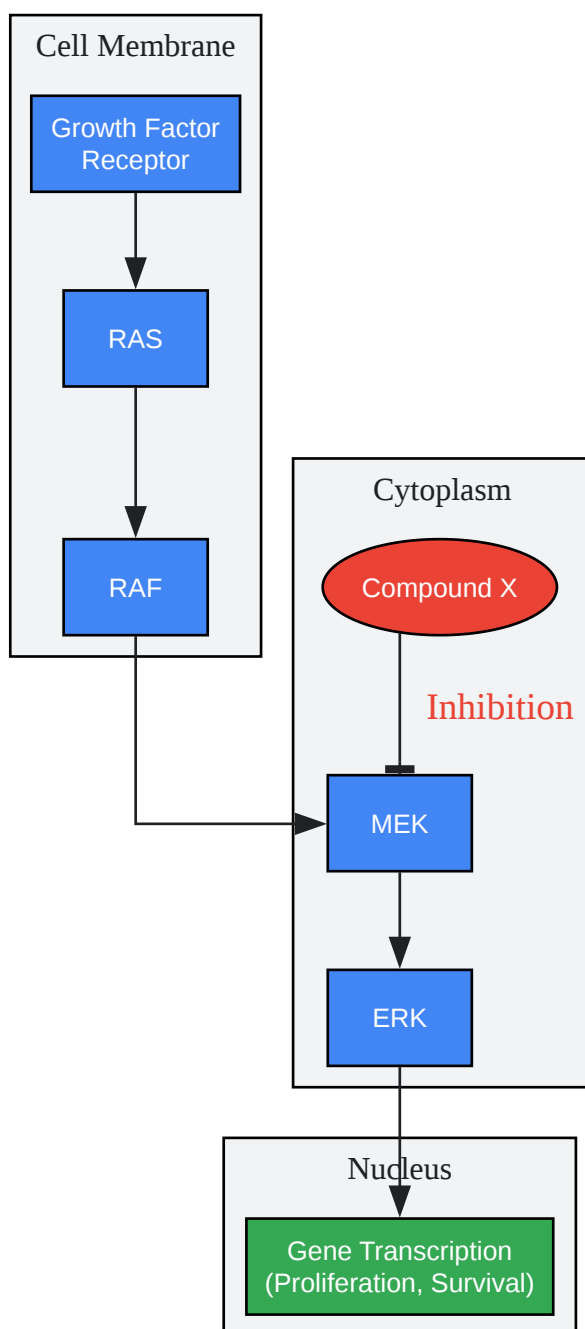 Cell Membrane
Growth Factor
Receptor
RAS
RAF
Cytoplasm
Compound X
Inhibition
MEK
ERK
Nucleus
Gene Transcription
(Proliferation, Survival)